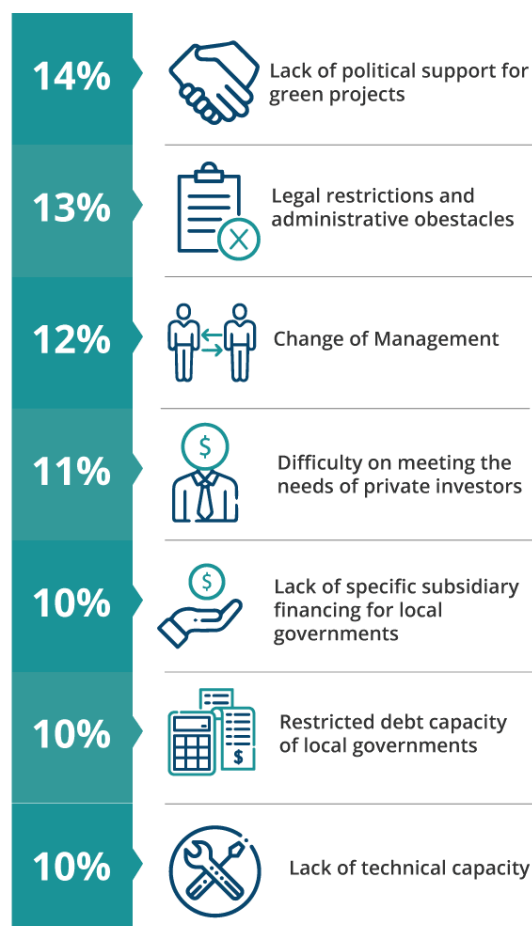 14%
Lack of political support for
green projects
13%
Legal restrictions and
administrative obstacles
12%
Change of Management
11%
$
Difficulty on meeting the
needs of private investors
10%
$
Lack of specific subsidiary
financing for local
governments
10%
$
Restricted debt capacity
of local governments
10%
Lack of technical capacity